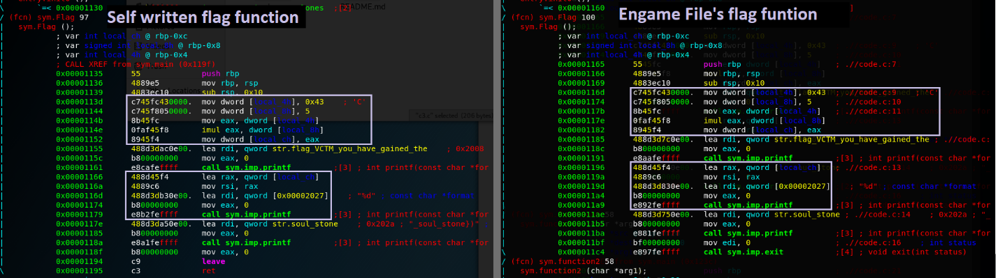 `=< 0x00001130
ones ;[2]
README.md
Self written flag function
/ (fcn) sym.Flag 97
sym.Flag ();
; var int local_ch @ rbp-0xc
; var signed int @ rbp-0x8
; var int local_4h @ rbp-0x4
; CALL XREF from sym.main (0x119f)
0x00001135 55 push rbp
0x00001136 4889e5 mov rbp, rsp
0x00001139 4883ec10 sub rsp, 0x10
0x0000113d c745fc430000. mov dword [local_4h], 0x43 ; 'C'
0x00001144 c745f8050000. mov dword [local_8h], 5
0x0000114b 8b45fc mov eax, dword [local_4h]
0x0000114e 0faf45f8 imul eax, dword [local_8h]
0x00001152 8945f4 mov dword [local_ch], eax
0x00001155 488d3dac0e00. lea rdi, qword str.flag_VCTM_you_have_gained_the ; 0x2008
0x0000115c b800000000 mov eax, 0
0x00001161 e8cafeffff call sym.imp.printf ;[3] ; int printf(const char *for
0x00001166 488d45f4 lea rax, qword [local_ch]
0x0000116a 4889c6 mov rsi, rax
0x0000116d 488d3db30e00. lea rdi, qword [0x00002027] ; "%d" ; const char *format
0x00001174 b800000000 mov eax, 0
0x00001179 e8b2feffff call sym.imp.printf ;[3] ; int printf(const char *for
0x0000117e 488d3da50e00. lea rdi, qword str.soul_stone ; 0x202a ; "_soul_stone})"
0x00001185 b800000000 mov eax, 0
0x0000118a e8a1feffff call sym.imp.printf ;[3] ; int printf(const char *for
0x0000118f b800000000 mov eax, 0
0x00001194 c9 leave
0x00001195 c3 ret
"c3.c" selected (206 bytes)
`=< 0x00001160
Engame File's flag funtion
/ (fcn) sym.Flag 100
sym.Flag ();
; var int local_ch @ rbp-0xc
; var signed int local_8h @ rbp-0x8
; var int local_4h @ rbp-0x4
0x00001165 55 push rbp ; .//code.c:7
0x00001166 4889e5 mov rbp, rsp
0x00001169 4883ec10 sub rsp, 0x10
0x0000116d c745fc430000. mov dword [local_4h], 0x43 ; .//code.c:9 ; 'C'
0x00001174 c745f8050000. mov dword [local_8h], 5 ; .//code.c:10
0x0000117b 8b45fc mov eax, dword [local_4h] ; .//code.c:11
0x0000117e 0faf45f8 imul eax, dword [local_8h]
0x00001182 8945f4 mov dword [local_ch], eax
0x00001185 488d3d7c0e00. lea rdi, qword str.flag_VCTM_you_have_gained_the ; .//code.c:
0x0000118c b800000000 mov eax, 0
0x00001191 e89afeffff call sym.imp.printf ;[3] ; int printf(const char *for
0x00001196 488d45f4 lea rax, qword [local_ch] ; .//code.c:13
0x0000119a 4889c6 mov rsi, rax
0x0000119d 488d3d830e00. lea rdi, qword [0x00002027] ; "%d" ; const char *format
0x000011a4 b800000000 mov eax, 0
0x000011a9 e892feffff call sym.imp.printf ;[3] ; int printf(const char *for
0x000011ae 488d3d750e00. lea rdi, qword str.soul_stone ; .//code.c:14 ; 0x202a ; "_
0x000011b5 b800000000 mov eax, 0
0x000011ba e881feffff call sym.imp.printf ;[3] ; int printf(const char *for
0x000011bf bf00000000 mov edi, 0 ; .//code.c:16 ; int status
0x000011c4 e897feffff call sym.imp.exit ;[4] ; void exit(int status)
/ (fcn) sym.function2 58
sym.function2 (char *arg1);